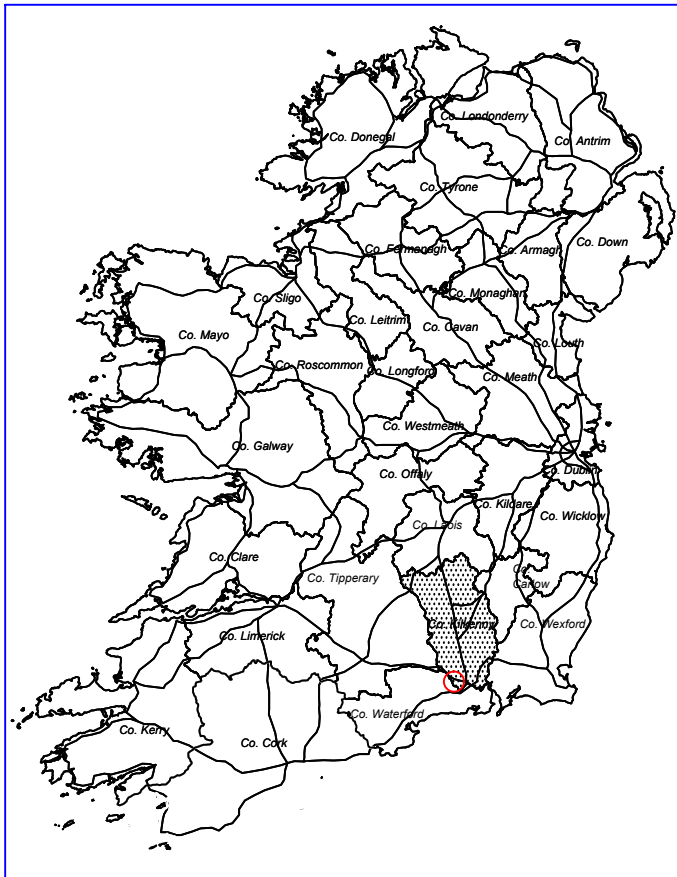 Co. Londonderry
Co. Donegal
Co. Antrim
Co. Tyrone
Co. Fermanagh
Co. Armagh
Co. Down
Co. Sligo
Co. Monaghan
Co. Leitrim
Co. Cavan
Co. Mayo
Co. Louth
Co. Roscommon
Co. Longford
Co. Meath
Co. Westmeath
Co. Galway
Co. Offaly
Co. Dublin
Co. Kildare
Co. Wicklow
Co. Laois
Co. Clare
Co.
Carlow
Co. Tipperary
Co. Kilkenny
Co. Wexford
Co. Limerick
Co. Waterford
Co. Kerry
Co. Cork